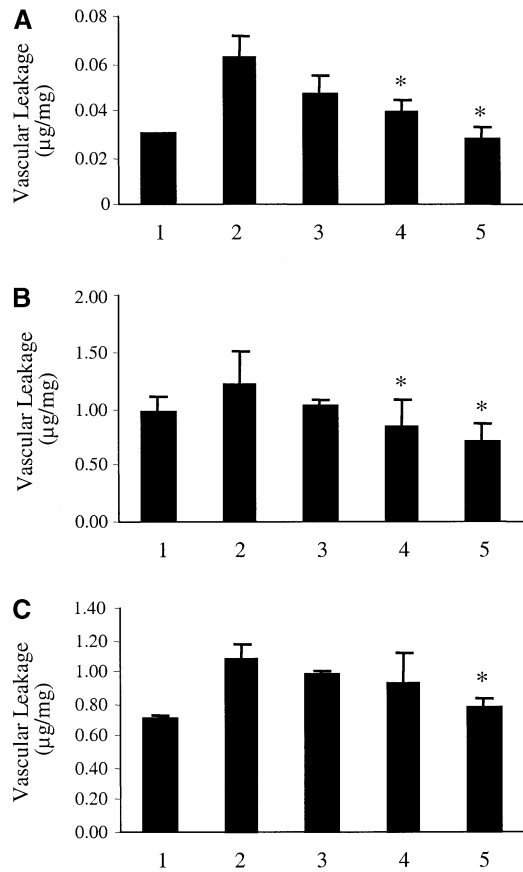 A
Vascular Leakage
(µg/mg)
0.08
0.06
0.04
0.02
0
*
*
1 2 3 4 5
B
Vascular Leakage
(µg/mg)
2.00
1.50
1.00
0.50
0.00
*
*
1 2 3 4 5
C
Vascular Leakage
(µg/mg)
1.40
1.20
1.00
0.80
0.60
0.40
0.20
0.00
*
1 2 3 4 5